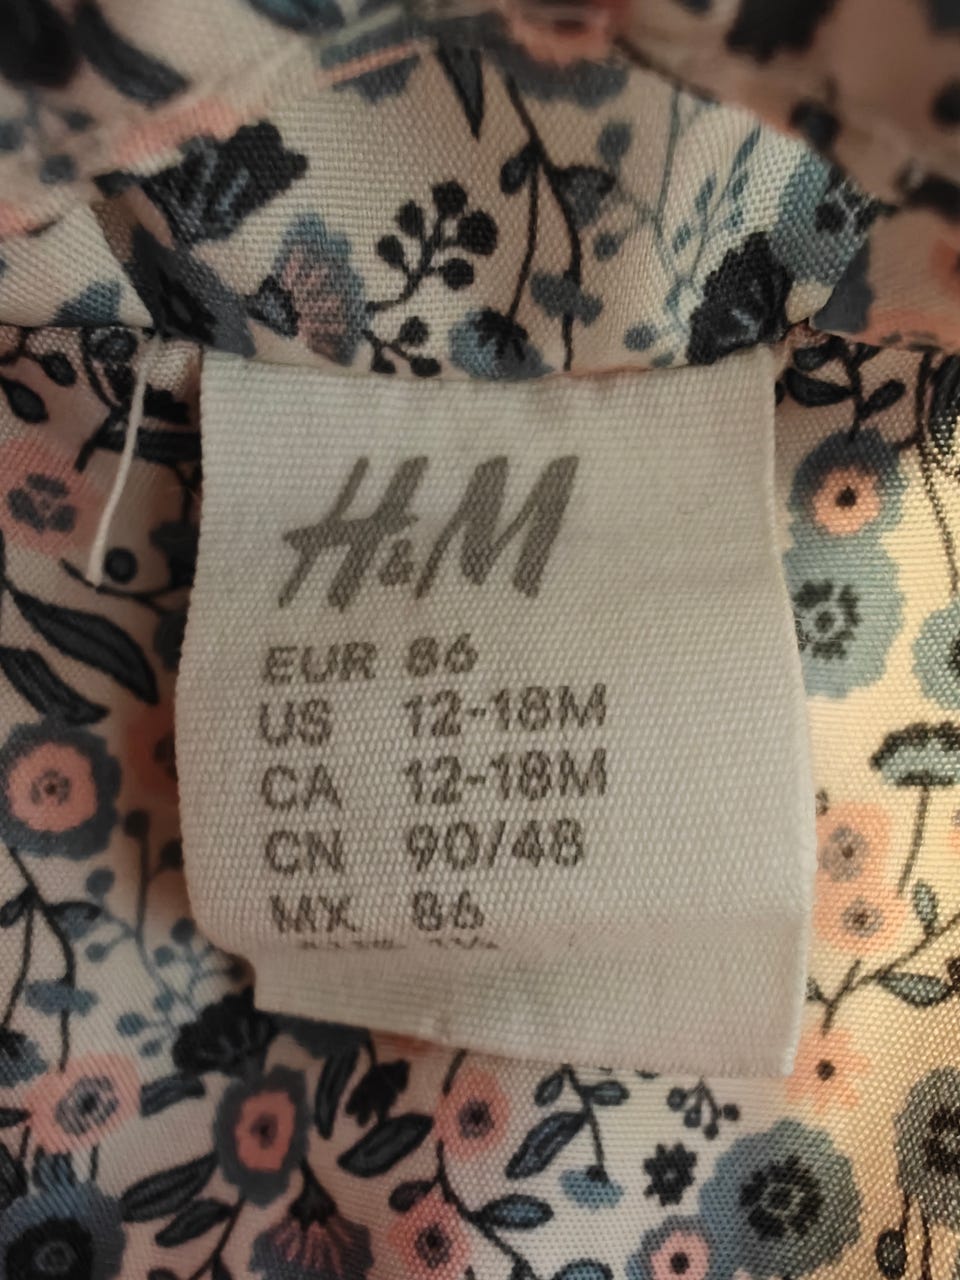 H&M
EUR 86
US 12-18M
CA 12-18M
CN 90/48
MX 86